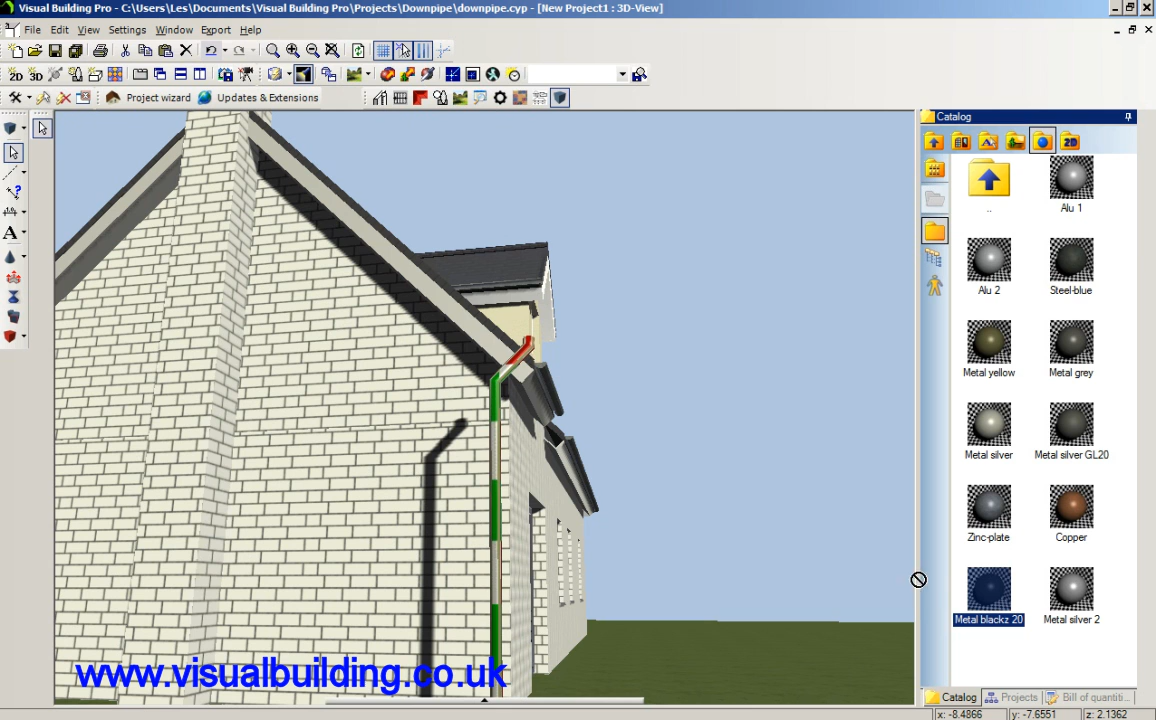 Visual Building Pro - C:\Users\Les\Documents\Visual Building Pro\Projects\Downpipe\downpipe.cyp - [New Project1 : 3D-View]
File Edit View Settings Window Export Help
2D 3D
Project wizard Updates & Extensions
Catalog
2D
A
..
Alu 1
Alu 2
Steel-blue
Metal yellow
Metal grey
Metal silver
Metal silver GL20
Zinc-plate
Copper
Metal blackz 20
Metal silver 2
www.visualbuilding.co.uk
Catalog Projects Bill of quantiti...
x: -8.4866 y: -7.6551 z: 2.1362